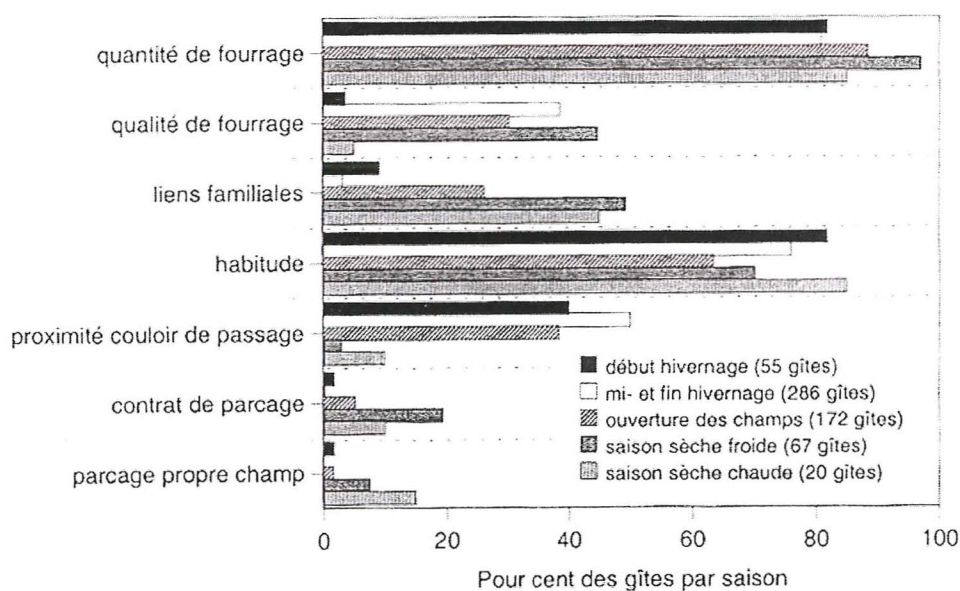 quantité de fourrage
qualité de fourrage
liens familiales
habitude
proximité couloir de passage
contrat de parcage
parcage propre champ
début hivernage (55 gîtes)
mi- et fin hivernage (286 gîtes)
ouverture des champs (172 gîtes)
saison sèche froide (67 gîtes)
saison sèche chaude (20 gîtes)
0 20 40 60 80 100
Pour cent des gîtes par saison